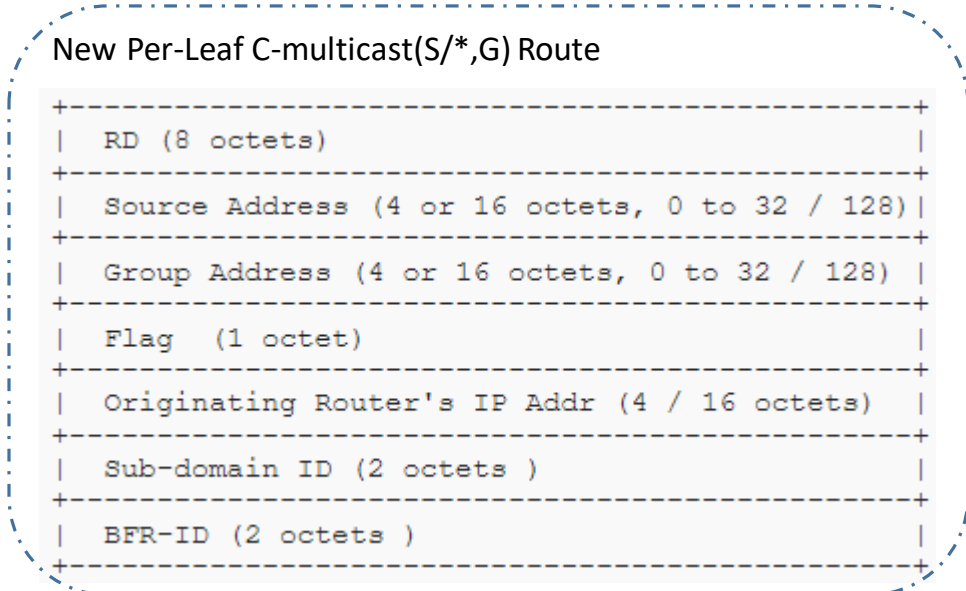 New Per-Leaf C-multicast(S/*,G) Route
+-------------------------------------------------+
| RD (8 octets) |
+-------------------------------------------------+
| Source Address (4 or 16 octets, 0 to 32 / 128)|
+-------------------------------------------------+
| Group Address (4 or 16 octets, 0 to 32 / 128) |
+-------------------------------------------------+
| Flag (1 octet) |
+-------------------------------------------------+
| Originating Router's IP Addr (4 / 16 octets) |
+-------------------------------------------------+
| Sub-domain ID (2 octets ) |
+-------------------------------------------------+
| BFR-ID (2 octets ) |
+-------------------------------------------------+